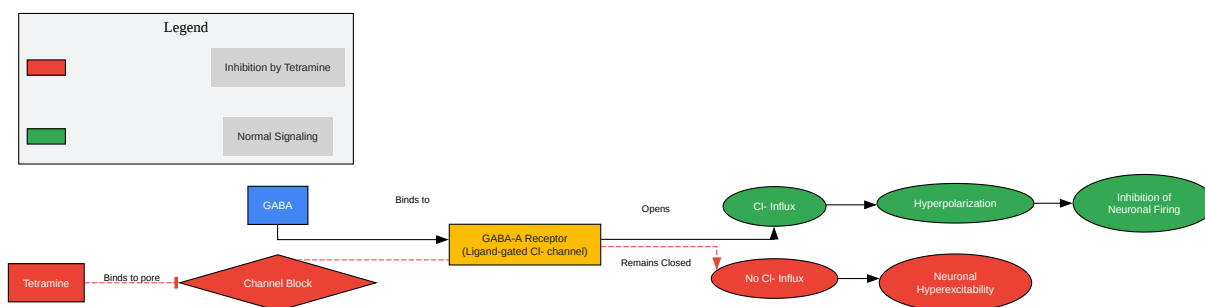 Legend
Inhibition by Tetramine
Normal Signaling
GABA
Binds to
GABA-A Receptor
(Ligand-gated Cl- channel)
Opens
Cl- Influx
Hyperpolarization
Inhibition of
Neuronal Firing
Tetramine
Binds to pore
Channel Block
Remains Closed
No Cl- Influx
Neuronal
Hyperexcitability